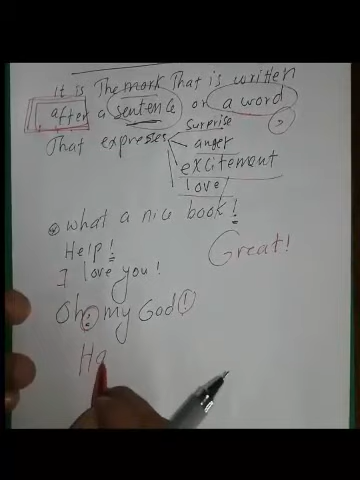 It is The mark That is written
after a sentence or a word
That expresses
surprise
anger
excitement
love
what a nice book!
Help!
Great!
I love you!
Oh! my God!
Ha